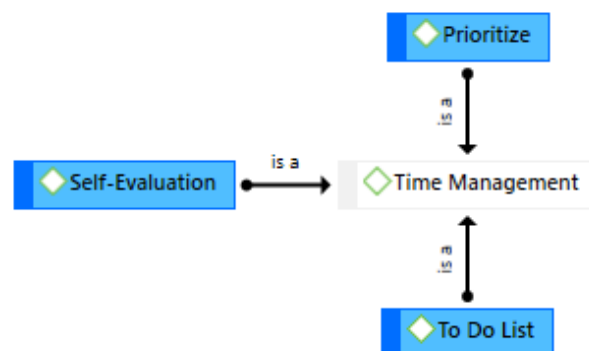 Prioritize
is a
Self-Evaluation
is a
Time Management
is a
To Do List